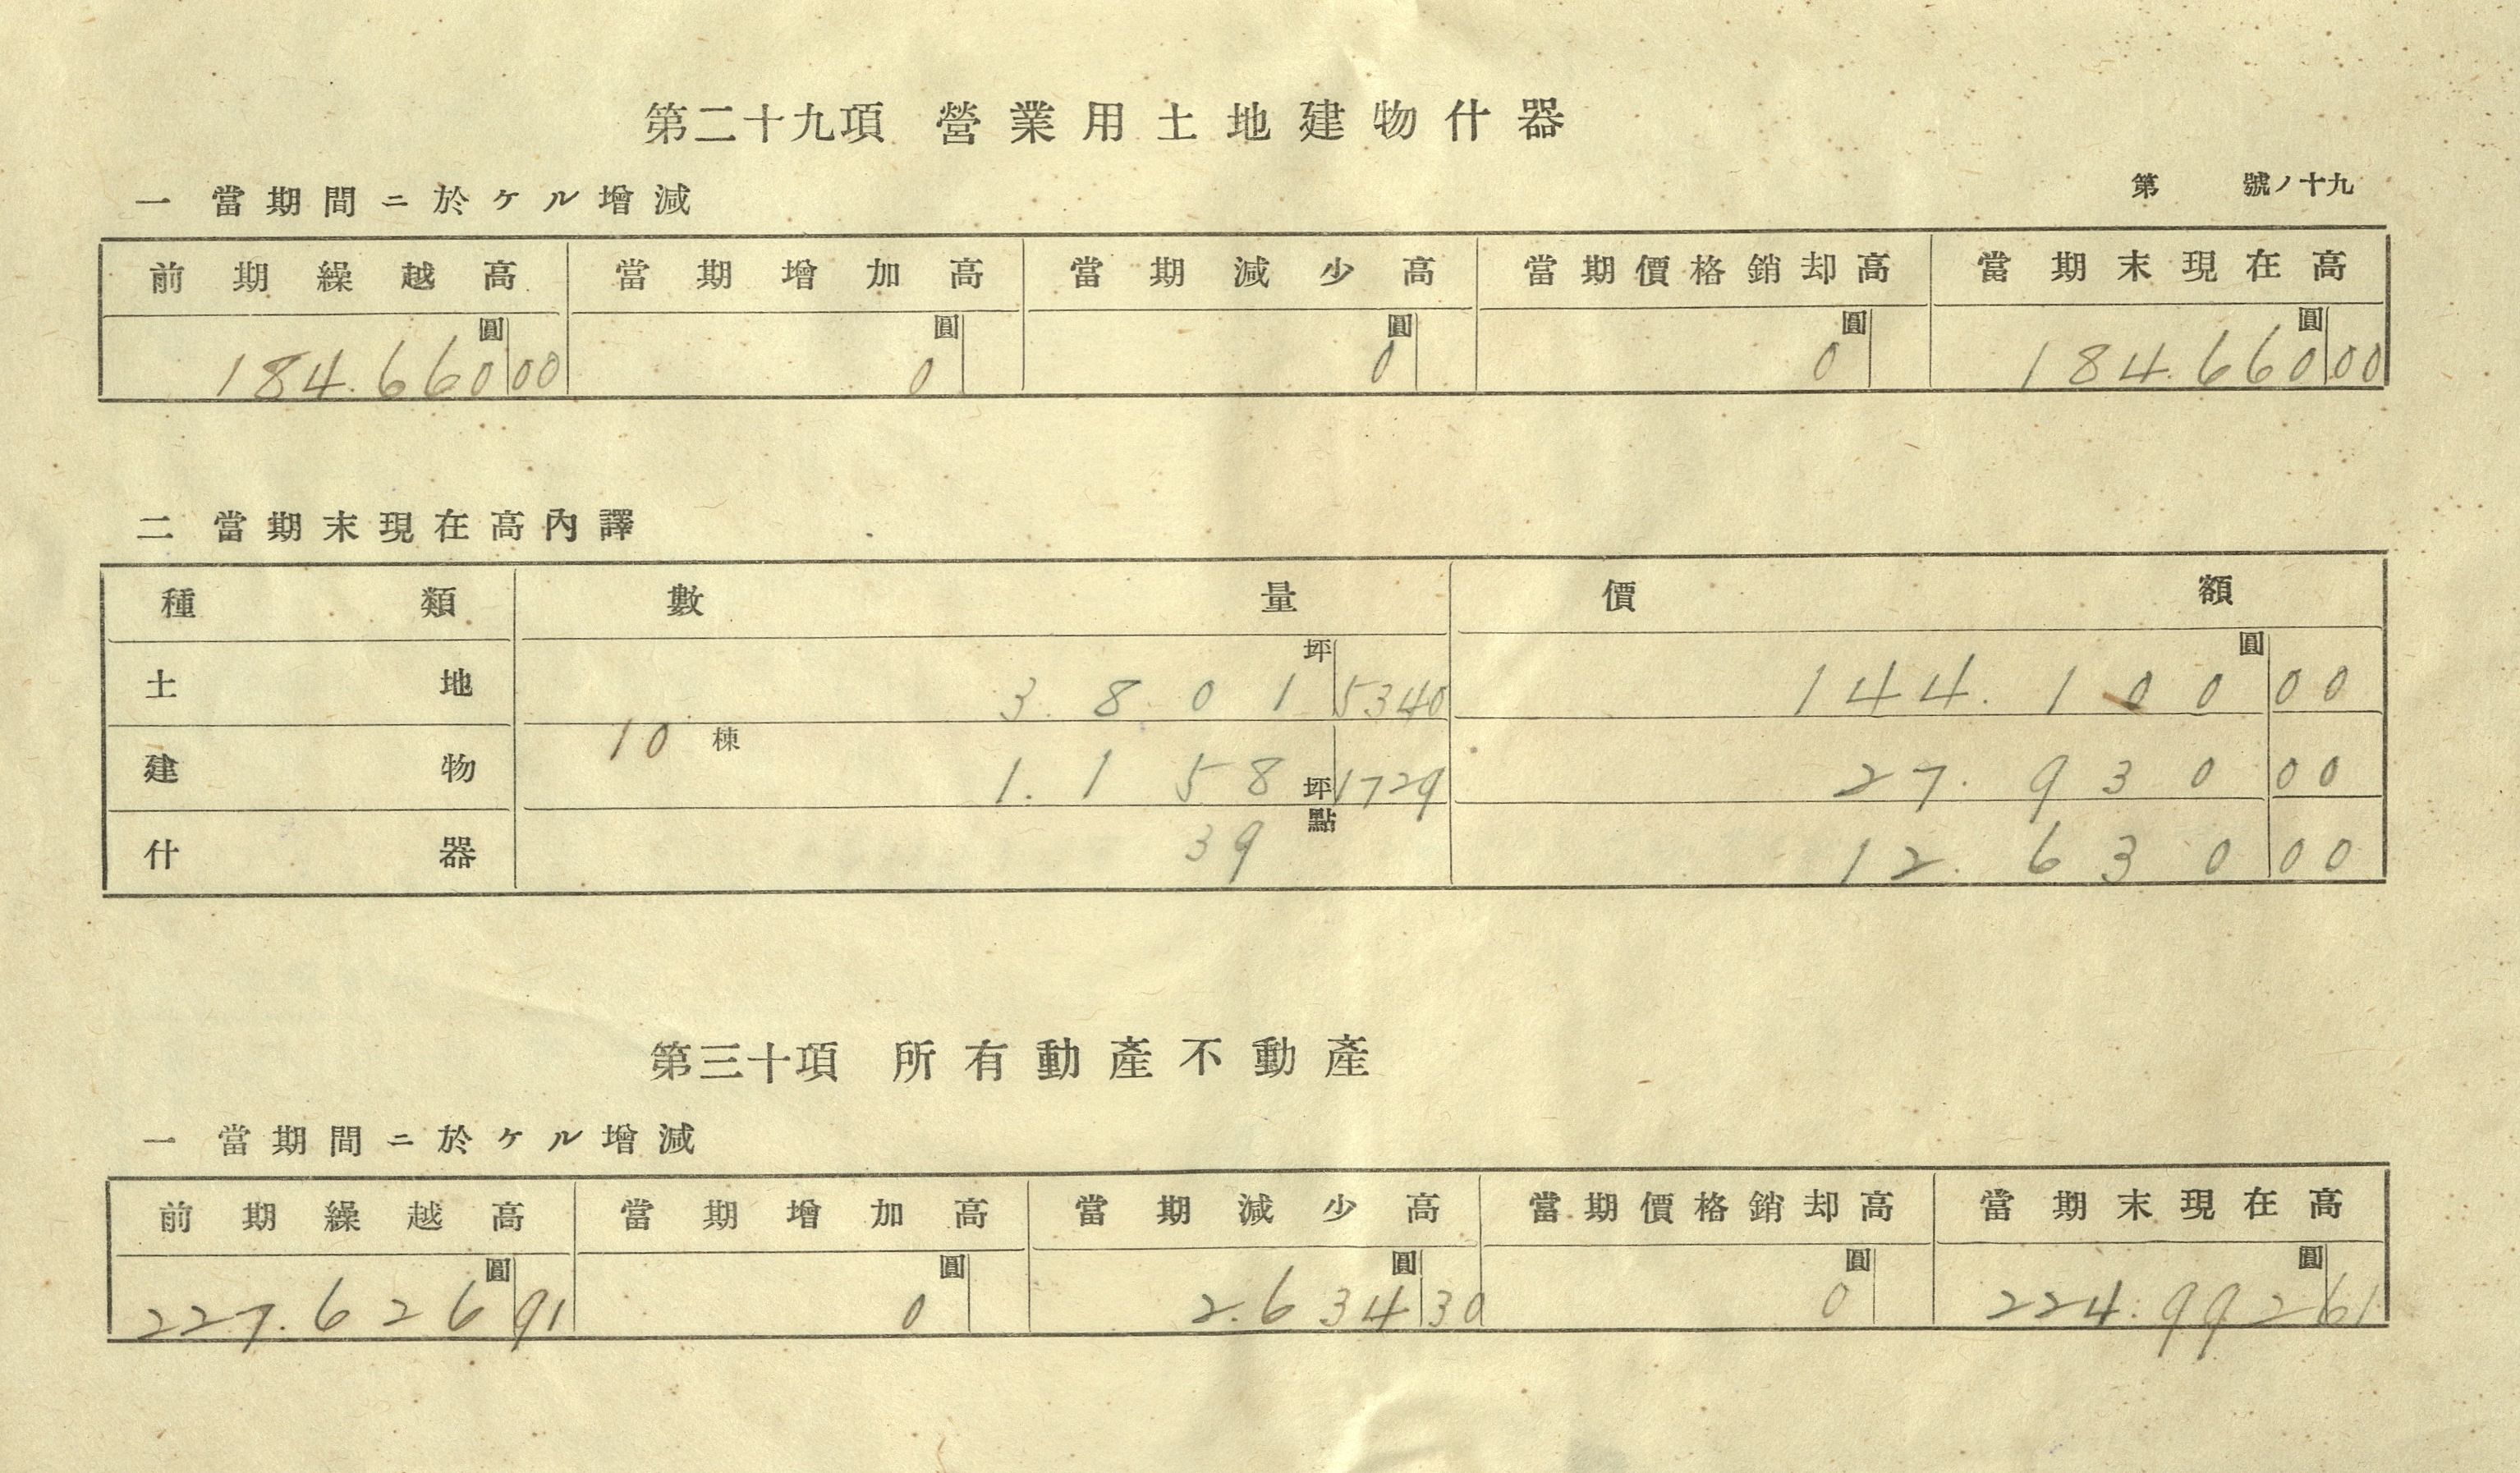 第二十九項 營業用土地建物什器
第 號ノ十九
一 當期間ニ於ケル增減
前期繰越高 當期增加高 當期減少高 當期價格銷却高 當期末現在高
圓 圓 圓 圓 圓
184.660 00 0 0 0 184.660 00
二 當期末現在高內譯
種類 數量 價額
坪 圓
土地 3.801 5340 144.100 00
10 棟
建物 1.158 坪 1729 27.930 00
點
什器 39 12.630 00
第三十項 所有動產不動產
一 當期間ニ於ケル增減
前期繰越高 當期增加高 當期減少高 當期價格銷却高 當期末現在高
圓 圓 圓 圓 圓
227.626 91 0 2.634 30 0 224.992 61